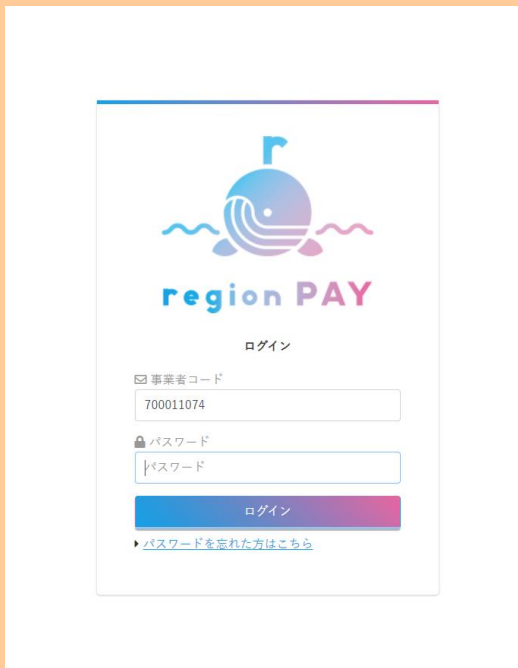 r
region PAY
ログイン
事業者コード
700011074
パスワード
パスワード
ログイン
パスワードを忘れた方はこちら